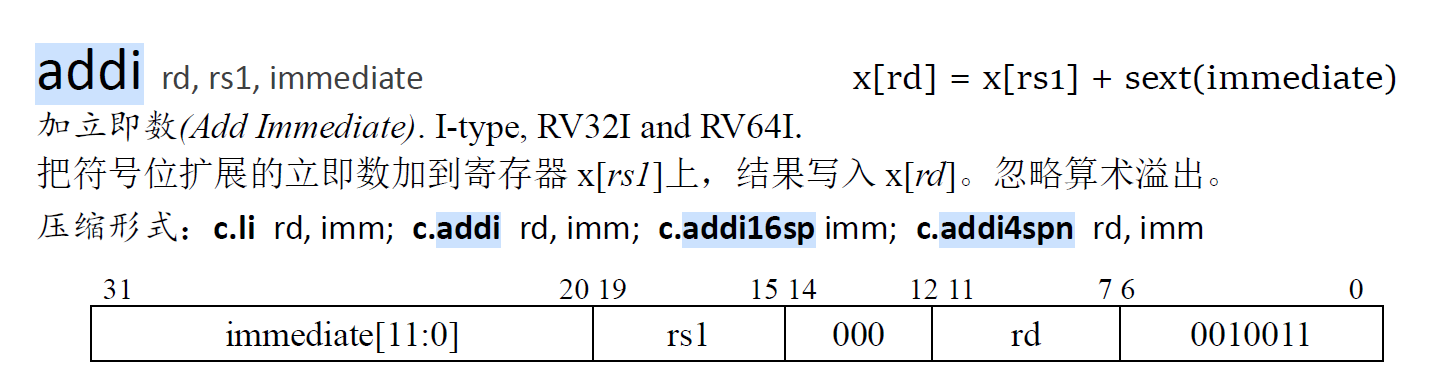 addi rd, rs1, immediate x[rd] = x[rs1] + sext(immediate)
加立即数(Add Immediate). I-type, RV32I and RV64I.
把符号位扩展的立即数加到寄存器 x[rs1]上，结果写入 x[rd]。忽略算术溢出。
压缩形式：c.li rd, imm; c.addi rd, imm; c.addi16sp imm; c.addi4spn rd, imm
31 20 19 15 14 12 11 7 6 0
immediate[11:0] rs1 000 rd 0010011